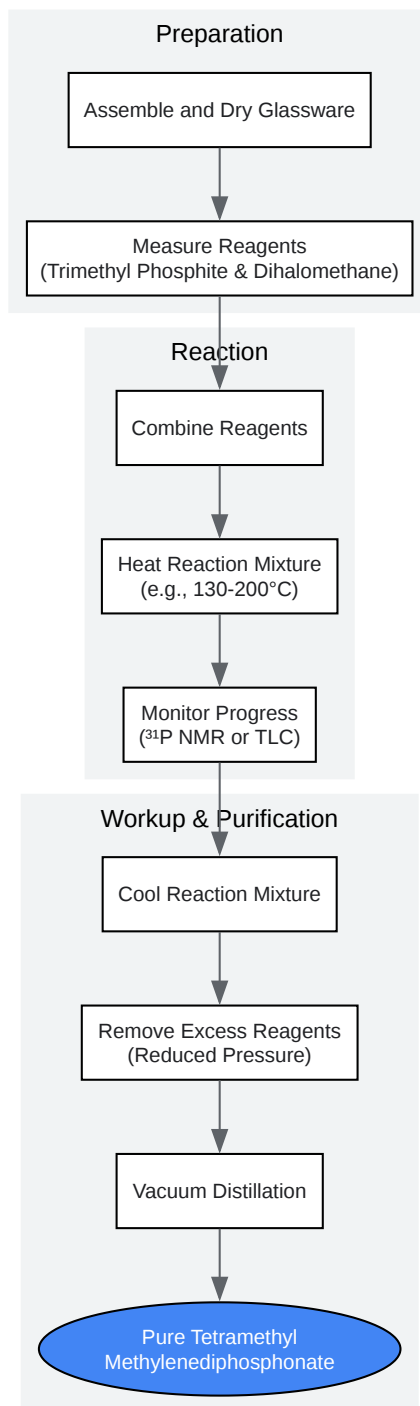 Preparation
Assemble and Dry Glassware
Measure Reagents
(Trimethyl Phosphite & Dihalomethane)
Reaction
Combine Reagents
Heat Reaction Mixture
(e.g., 130-200°C)
Monitor Progress
(³¹P NMR or TLC)
Workup & Purification
Cool Reaction Mixture
Remove Excess Reagents
(Reduced Pressure)
Vacuum Distillation
Pure Tetramethyl
Methylenediphosphonate